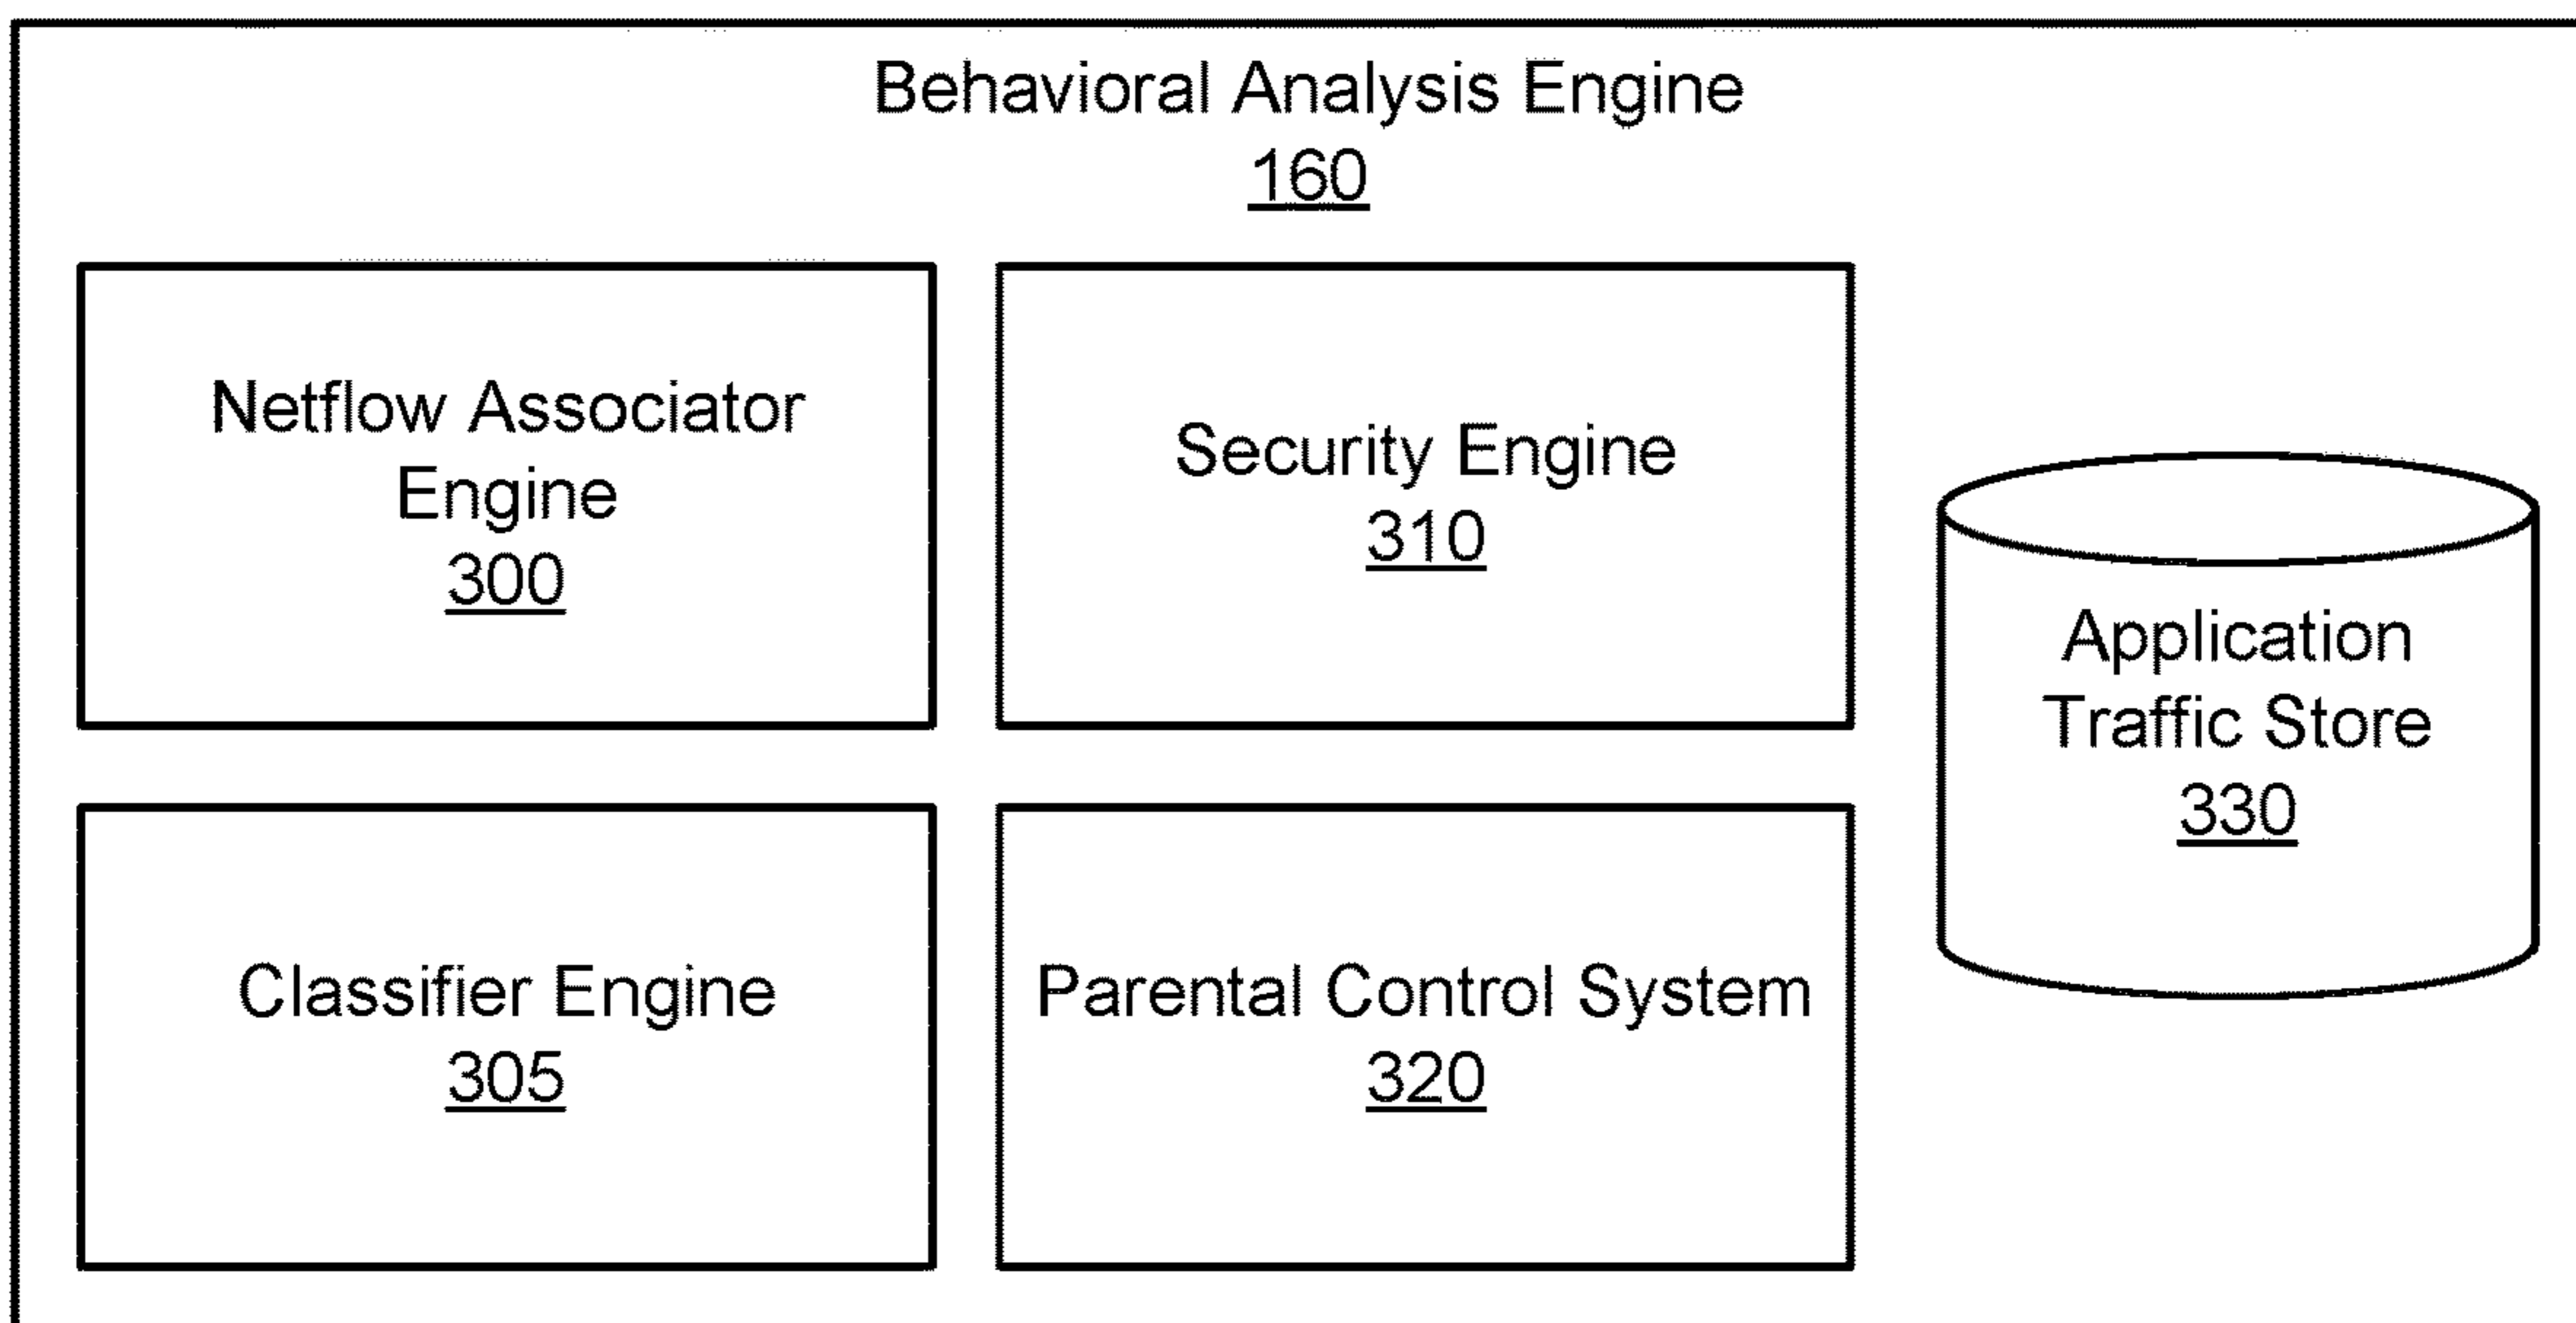 Behavioral Analysis Engine
160
Netflow Associator
Engine
300
Security Engine
310
Classifier Engine
305
Parental Control System
320
Application
Traffic Store
330